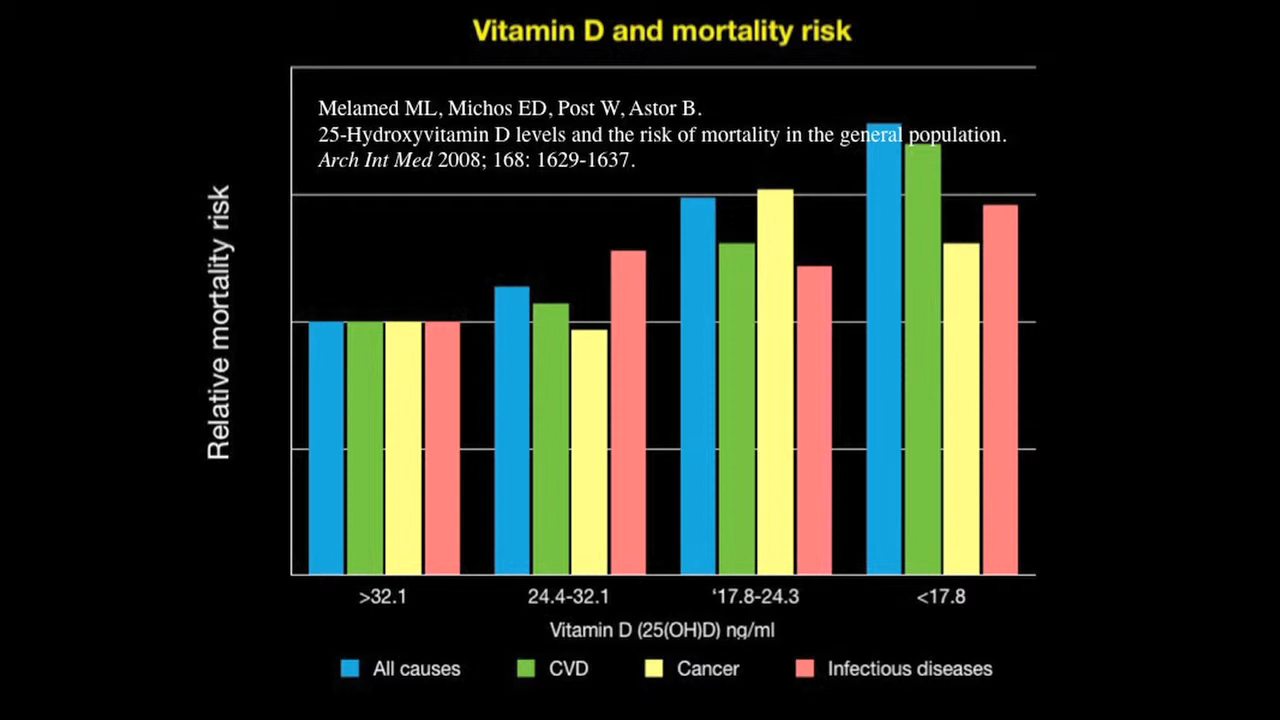 Vitamin D and mortality risk
Melamed ML, Michos ED, Post W, Astor B.
25-Hydroxyvitamin D levels and the risk of mortality in the general population.
Arch Int Med 2008; 168: 1629-1637.
Relative mortality risk
>32.1
24.4-32.1
‘17.8-24.3
<17.8
Vitamin D (25(OH)D) ng/ml
All causes
CVD
Cancer
Infectious diseases